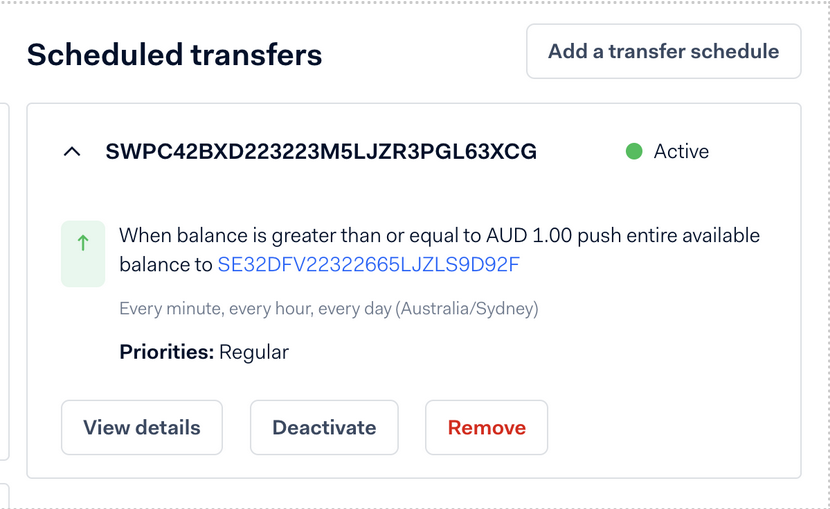 Scheduled transfers
Add a transfer schedule
SWPC42BXD223223M5LJZR3PGL63XCG
Active
When balance is greater than or equal to AUD 1.00 push entire available
balance to SE32DFV22322665LJZLS9D92F
Every minute, every hour, every day (Australia/Sydney)
Priorities: Regular
View details
Deactivate
Remove